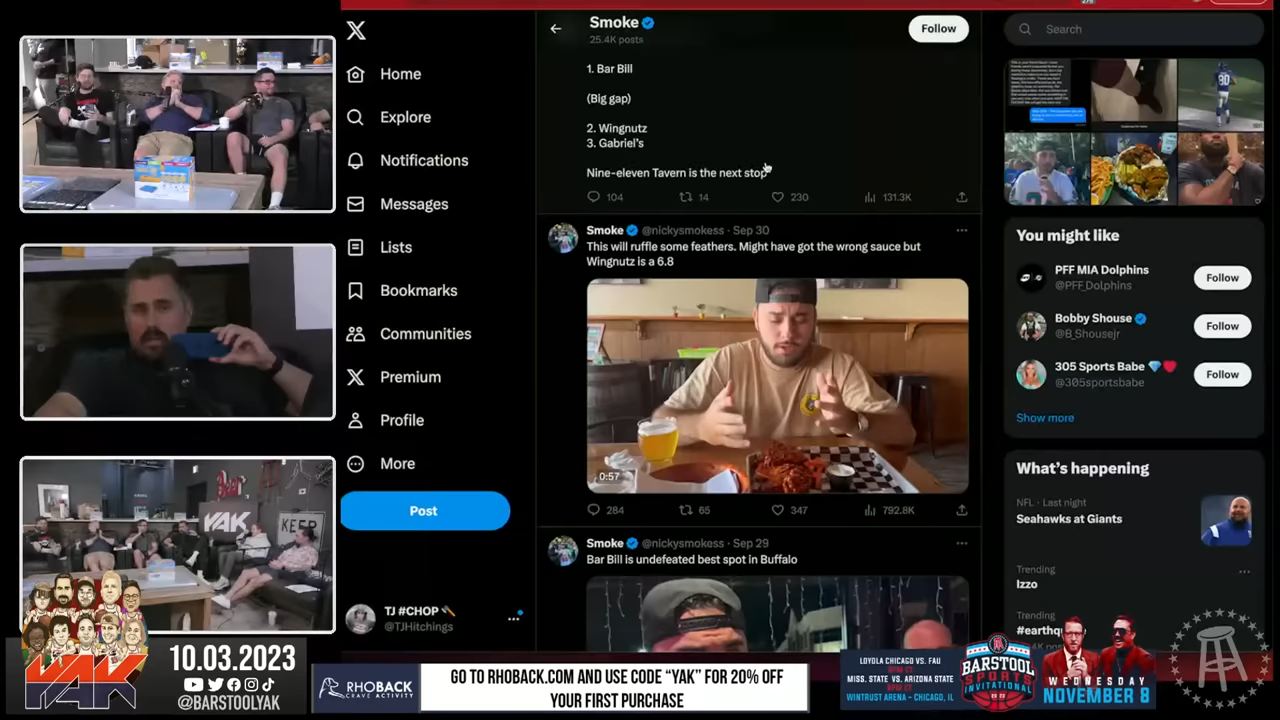 Smoke
25.4K posts
Follow
Search
1. Bar Bill
(Big gap)
2. Wingnutz
3. Gabriel's
Nine-eleven Tavern is the next stop
104 14 230 131.3K
Home
Explore
Notifications
Messages
Lists
Bookmarks
Communities
Premium
Profile
More
Post
TJ #CHOP
@TJHitchings
Smoke @nickysmokess · Sep 30
This will ruffle some feathers. Might have got the wrong sauce but
Wingnutz is a 6.8
0:57
284 65 347 792.8K
Smoke @nickysmokess · Sep 29
Bar Bill is undefeated best spot in Buffalo
You might like
PFF MIA Dolphins
@PFF_Dolphins
Follow
Bobby Shouse
@B_Shousejr
Follow
305 Sports Babe
@305sportsbabe
Follow
Show more
What's happening
NFL · Last night
Seahawks at Giants
Trending
Izzo
Trending
Beer
YAK
KEEP
YAK
10.03.2023
@BARSTOOLYAK
RHOBACK
CRAVE ACTIVITY
GO TO RHOBACK.COM AND USE CODE "YAK" FOR 20% OFF
YOUR FIRST PURCHASE
LOYOLA CHICAGO VS. FAU
MISS. STATE VS. ARIZONA STATE
WINTRUST ARENA – CHICAGO, IL
BARSTOOL
SPORTS
INVITATIONAL
WEDNESDAY
NOVEMBER 8